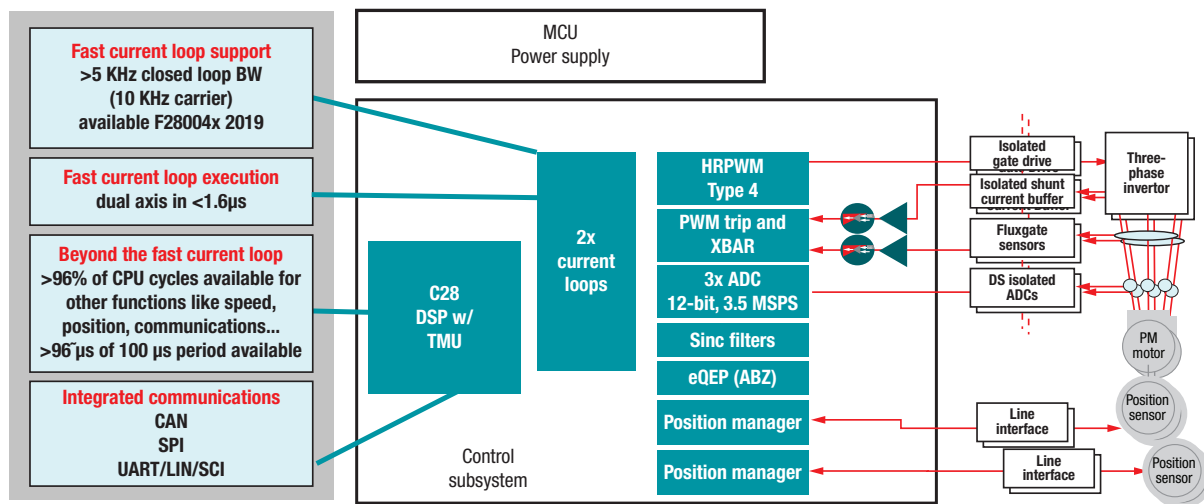 Fast current loop support
>5 KHz closed loop BW
(10 KHz carrier)
available F28004x 2019
Fast current loop execution
dual axis in <1.6µs
Beyond the fast current loop
>96% of CPU cycles available for
other functions like speed,
position, communications...
>96˜µs of 100 µs period available
Integrated communications
CAN
SPI
UART/LIN/SCI
MCU
Power supply
C28
DSP w/
TMU
2x
current
loops
Control
subsystem
HRPWM
Type 4
PWM trip and
XBAR
3x ADC
12-bit, 3.5 MSPS
Sinc filters
eQEP (ABZ)
Position manager
Position manager
Isolated
gate drive
Isolated shunt
current buffer
Fluxgate
sensors
DS isolated
ADCs
Line
interface
Line
interface
Three-
phase
invertor
PM
motor
Position
sensor
Position
sensor